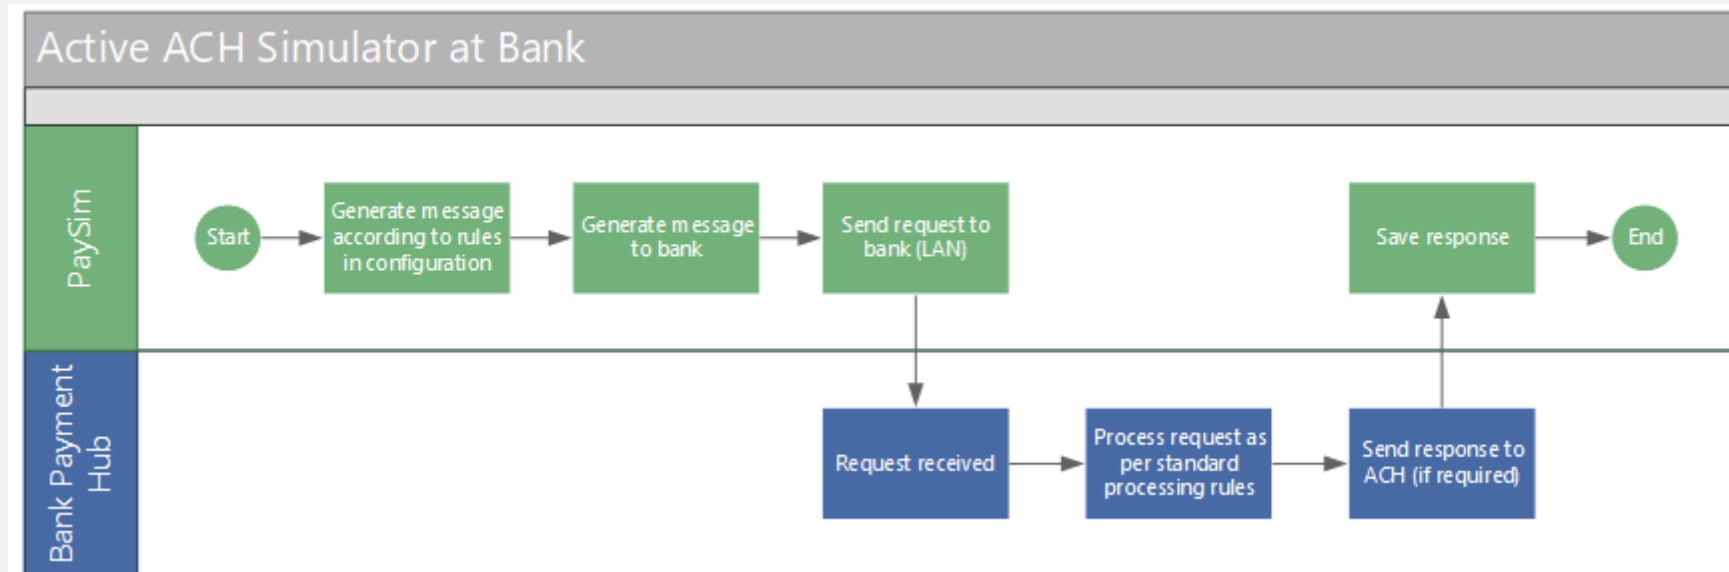 Active ACH Simulator at Bank
PaySim
Start
Generate message
according to rules
in configuration
Generate message
to bank
Send request to
bank (LAN)
Save response
End
Bank Payment
Hub
Request received
Process request as
per standard
processing rules
Send response to
ACH (if required)